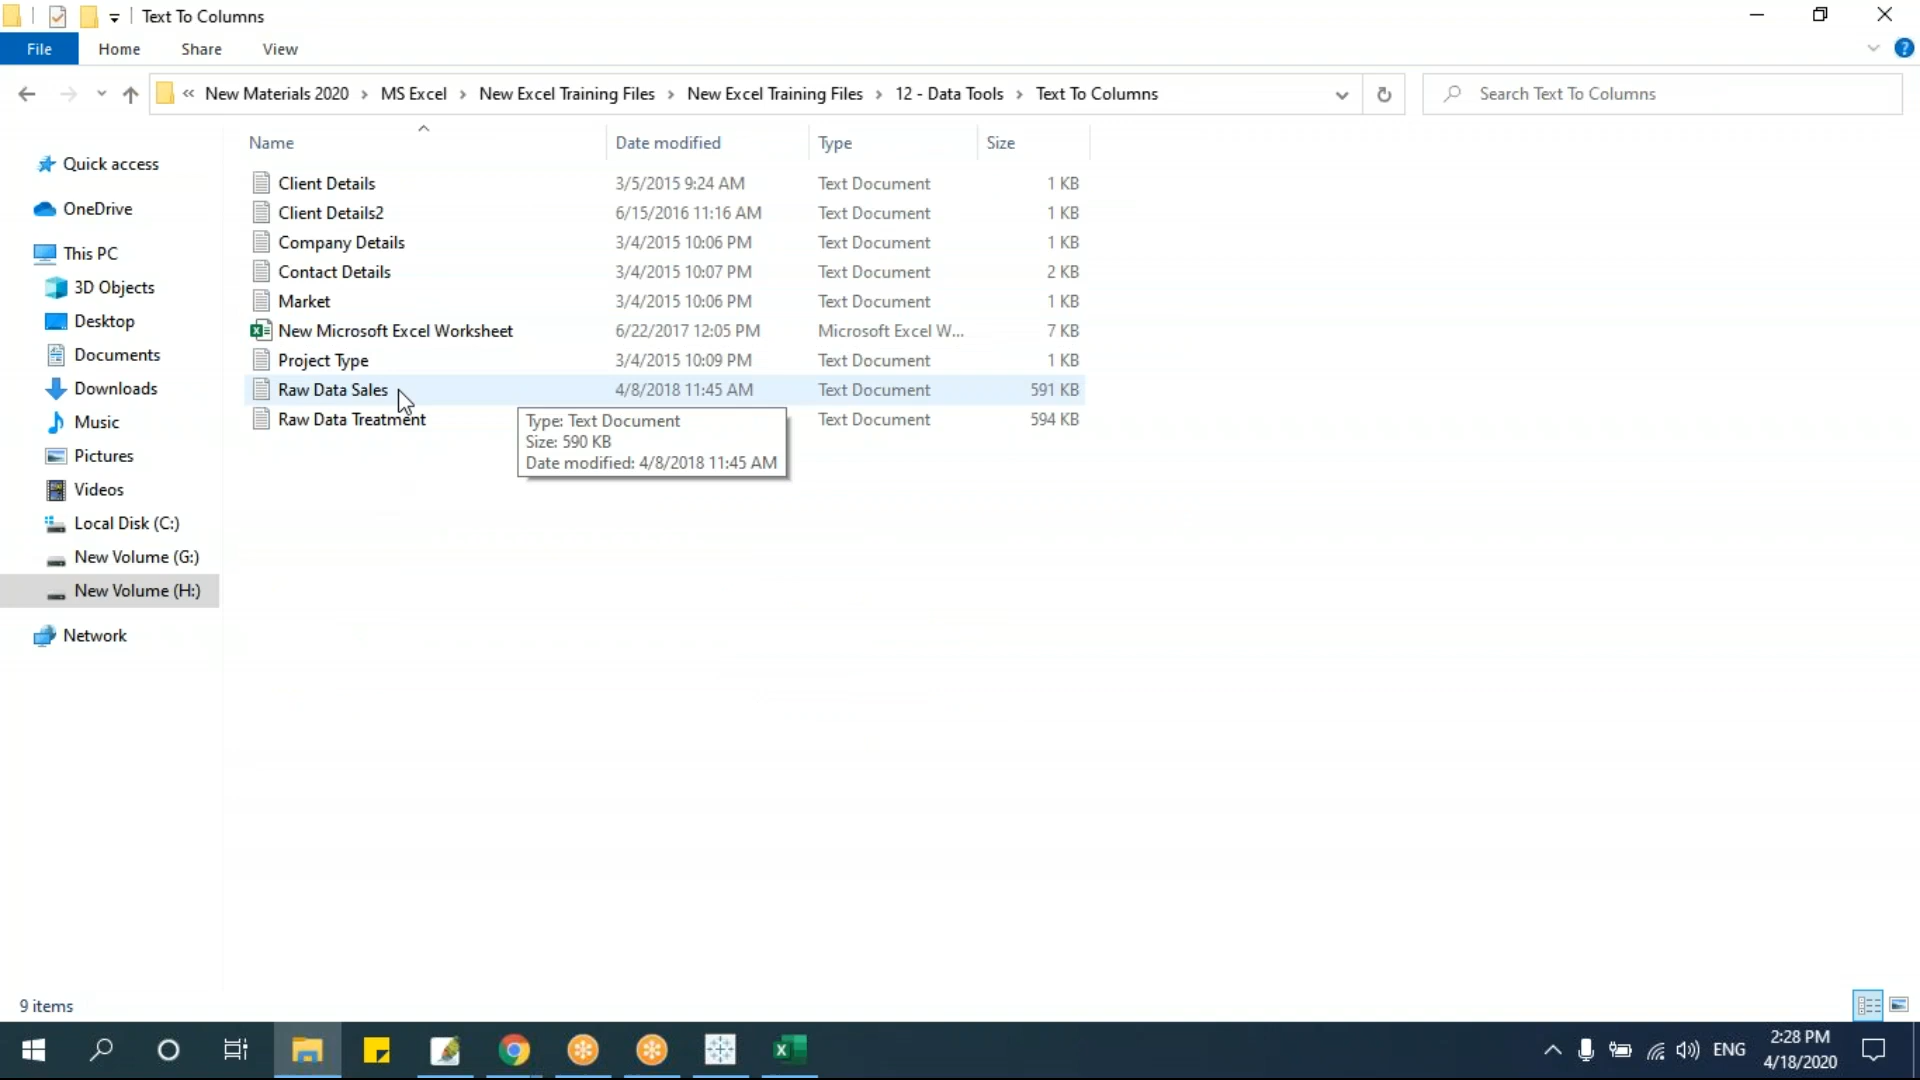 Text To Columns
File Home Share View
« New Materials 2020 › MS Excel › New Excel Training Files › New Excel Training Files › 12 - Data Tools › Text To Columns
Search Text To Columns
Name Date modified Type Size
Quick access
OneDrive
This PC
3D Objects
Desktop
Documents
Downloads
Music
Pictures
Videos
Local Disk (C:)
New Volume (G:)
New Volume (H:)
Network
Client Details 3/5/2015 9:24 AM Text Document 1 KB
Client Details2 6/15/2016 11:16 AM Text Document 1 KB
Company Details 3/4/2015 10:06 PM Text Document 1 KB
Contact Details 3/4/2015 10:07 PM Text Document 2 KB
Market 3/4/2015 10:06 PM Text Document 1 KB
New Microsoft Excel Worksheet 6/22/2017 12:05 PM Microsoft Excel W... 7 KB
Project Type 3/4/2015 10:09 PM Text Document 1 KB
Raw Data Sales 4/8/2018 11:45 AM Text Document 591 KB
Raw Data Treatment Text Document 594 KB
Type: Text Document
Size: 590 KB
Date modified: 4/8/2018 11:45 AM
9 items
ENG
2:28 PM
4/18/2020